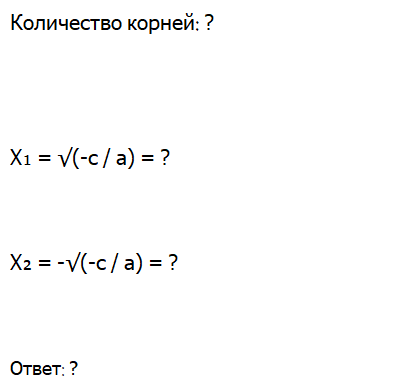 Количество корней: ?
X₁ = √(-c / a) = ?
X₂ = -√(-c / a) = ?
Ответ: ?